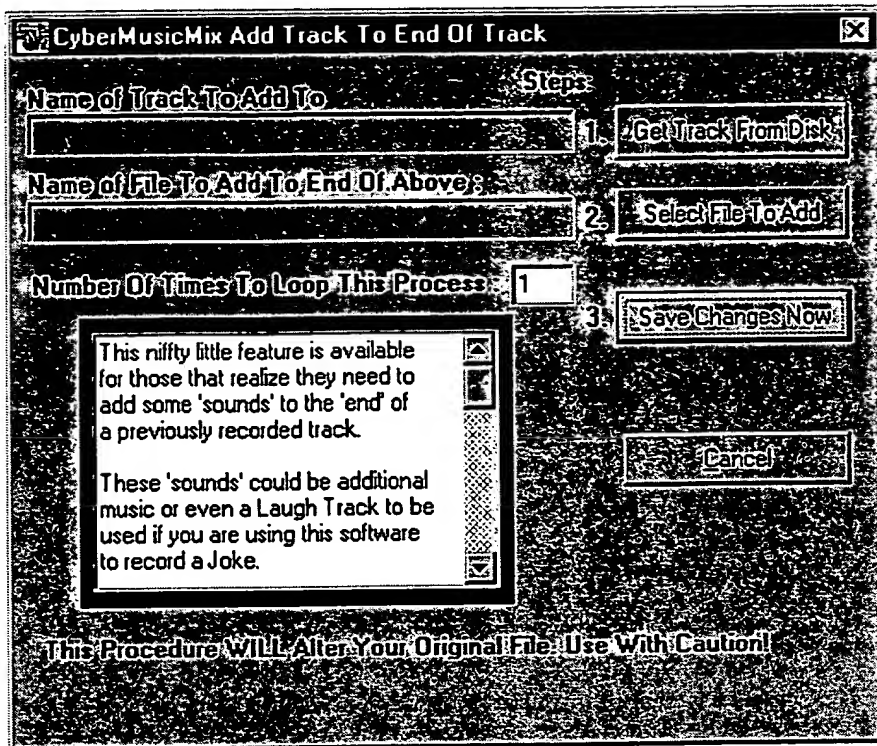 CyberMusicMix Add Track To End Of Track
Steps:
Name of Track To Add To
1. Get Track From Disk
Name of File To Add To End Of Above :
2. Select File To Add
Number Of Times To Loop This Process : 1
3. Save Changes Now
This niffty little feature is available
for those that realize they need to
add some 'sounds' to the 'end' of
a previously recorded track.
These 'sounds' could be additional
music or even a Laugh Track to be
used if you are using this software
to record a Joke.
Cancel
This Procedure WILL Alter Your Original File. Use With Caution!